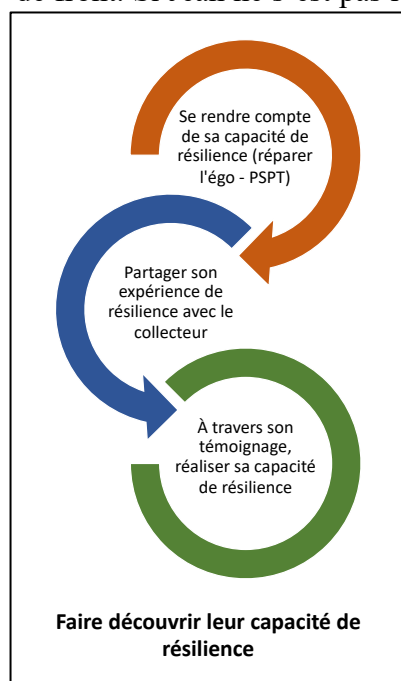 Se rendre compte
de sa capacité de
résilience (réparer
l'égo - PSPT)
Partager son
expérience de
résilience avec le
collecteur
À travers son
témoignage,
réaliser sa capacité
de résilience
Faire découvrir leur capacité de
résilience